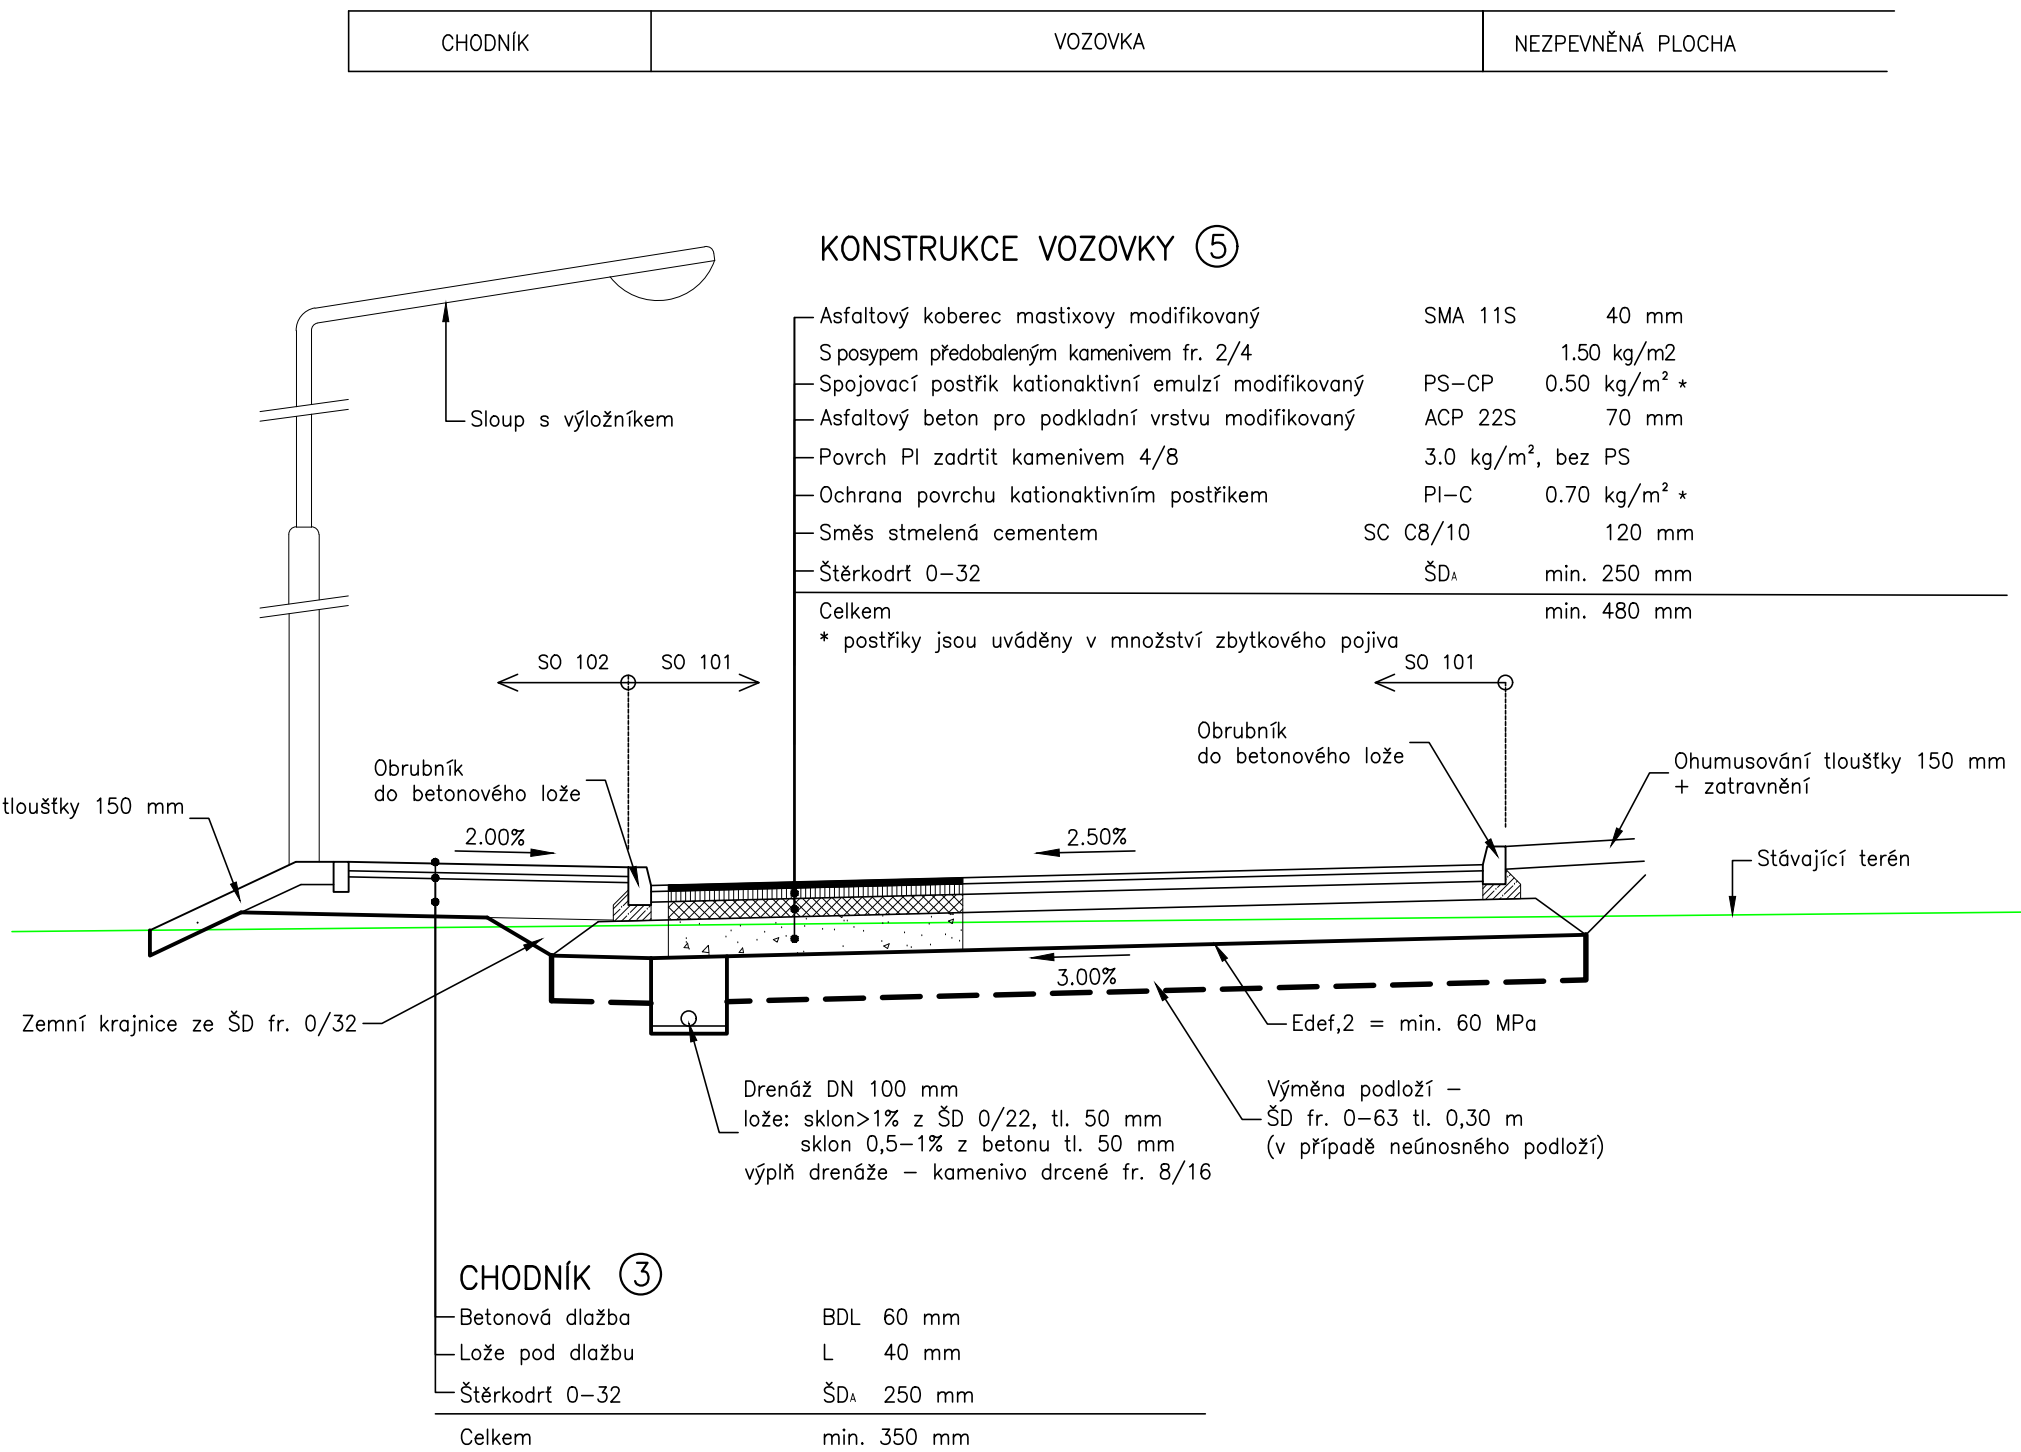 CHODNÍK VOZOVKA NEZPEVNĚNÁ PLOCHA
KONSTRUKCE VOZOVKY 5
Asfaltový koberec mastixovy modifikovaný SMA 11S 40 mm
S posypem předobaleným kamenivem fr. 2/4 1.50 kg/m2
Spojovací postřik kationaktivní emulzí modifikovaný PS-CP 0.50 kg/m² *
Asfaltový beton pro podkladní vrstvu modifikovaný ACP 22S 70 mm
Povrch PI zadrtit kamenivem 4/8 3.0 kg/m², bez PS
Ochrana povrchu kationaktivním postřikem PI-C 0.70 kg/m² *
Směs stmelená cementem SC C8/10 120 mm
Štěrkodrť 0-32 ŠDA min. 250 mm
Celkem min. 480 mm
* postřiky jsou uváděny v množství zbytkového pojiva
Sloup s výložníkem
SO 102 SO 101
SO 101
Obrubník
do betonového lože
Obrubník
do betonového lože
Ohumusování tloušťky 150 mm
+ zatravnění
tloušťky 150 mm
2.00%
2.50%
Stávající terén
3.00%
Zemní krajnice ze ŠD fr. 0/32
Edef,2 = min. 60 MPa
Drenáž DN 100 mm
lože: sklon>1% z ŠD 0/22, tl. 50 mm
sklon 0,5-1% z betonu tl. 50 mm
výplň drenáže - kamenivo drcené fr. 8/16
Výměna podloží -
ŠD fr. 0-63 tl. 0,30 m
(v případě neúnosného podloží)
CHODNÍK 3
Betonová dlažba BDL 60 mm
Lože pod dlažbu L 40 mm
Štěrkodrť 0-32 ŠDA 250 mm
Celkem min. 350 mm